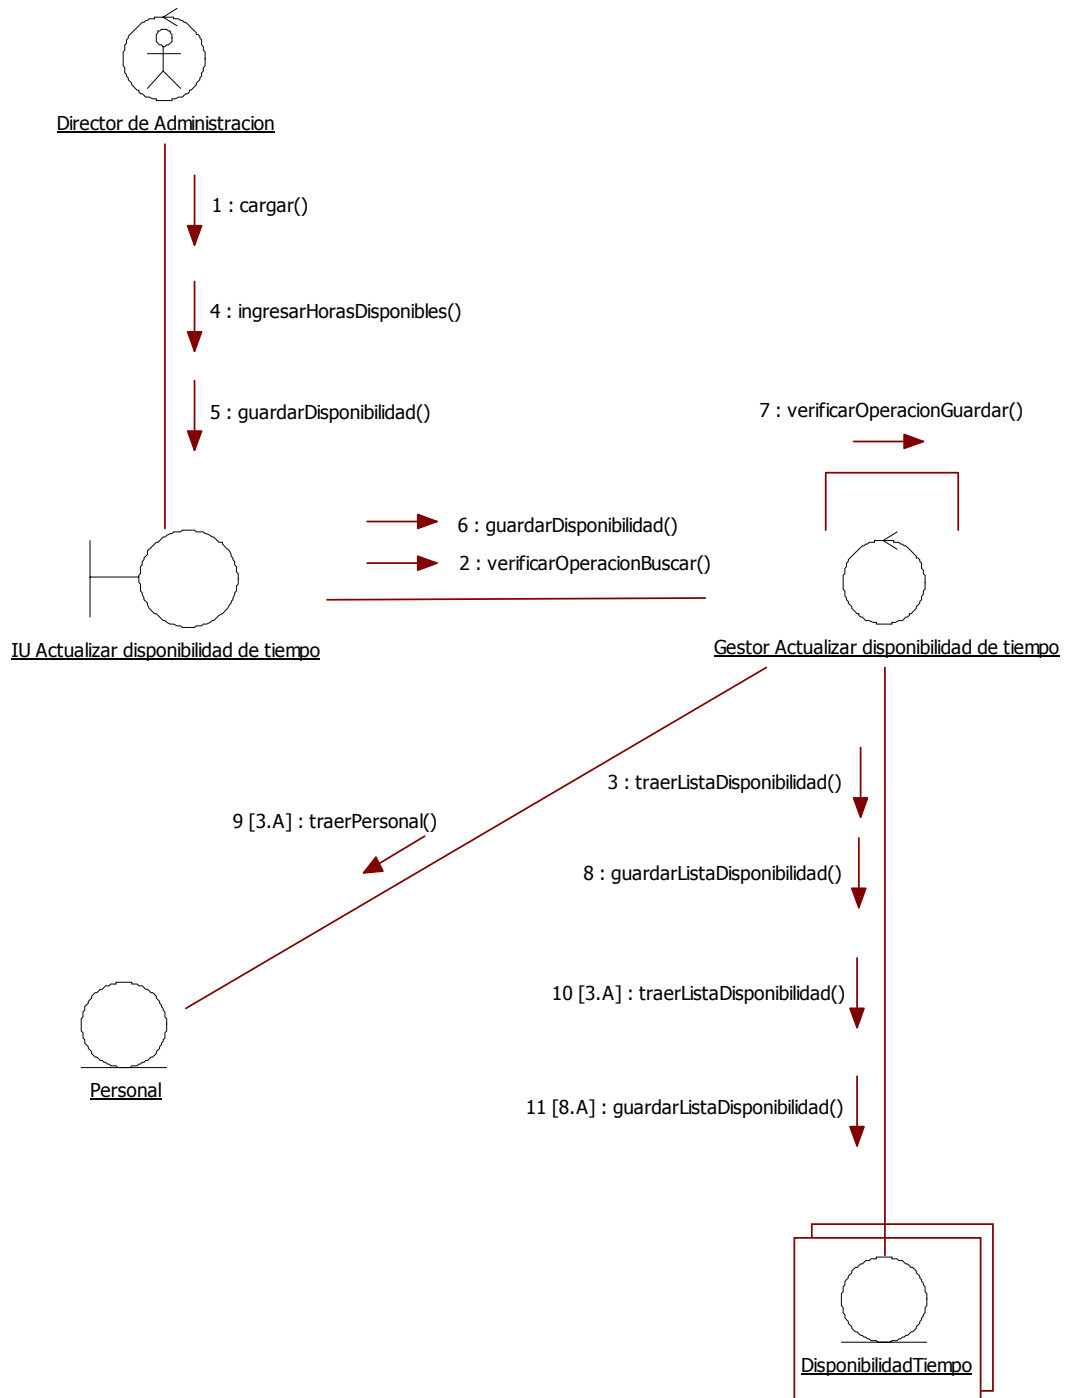 Director de Administracion
1 : cargar()
4 : ingresarHorasDisponibles()
5 : guardarDisponibilidad()
7 : verificarOperacionGuardar()
6 : guardarDisponibilidad()
2 : verificarOperacionBuscar()
IU Actualizar disponibilidad de tiempo
Gestor Actualizar disponibilidad de tiempo
3 : traerListaDisponibilidad()
9 [3.A] : traerPersonal()
8 : guardarListaDisponibilidad()
10 [3.A] : traerListaDisponibilidad()
Personal
11 [8.A] : guardarListaDisponibilidad()
DisponibilidadTiempo